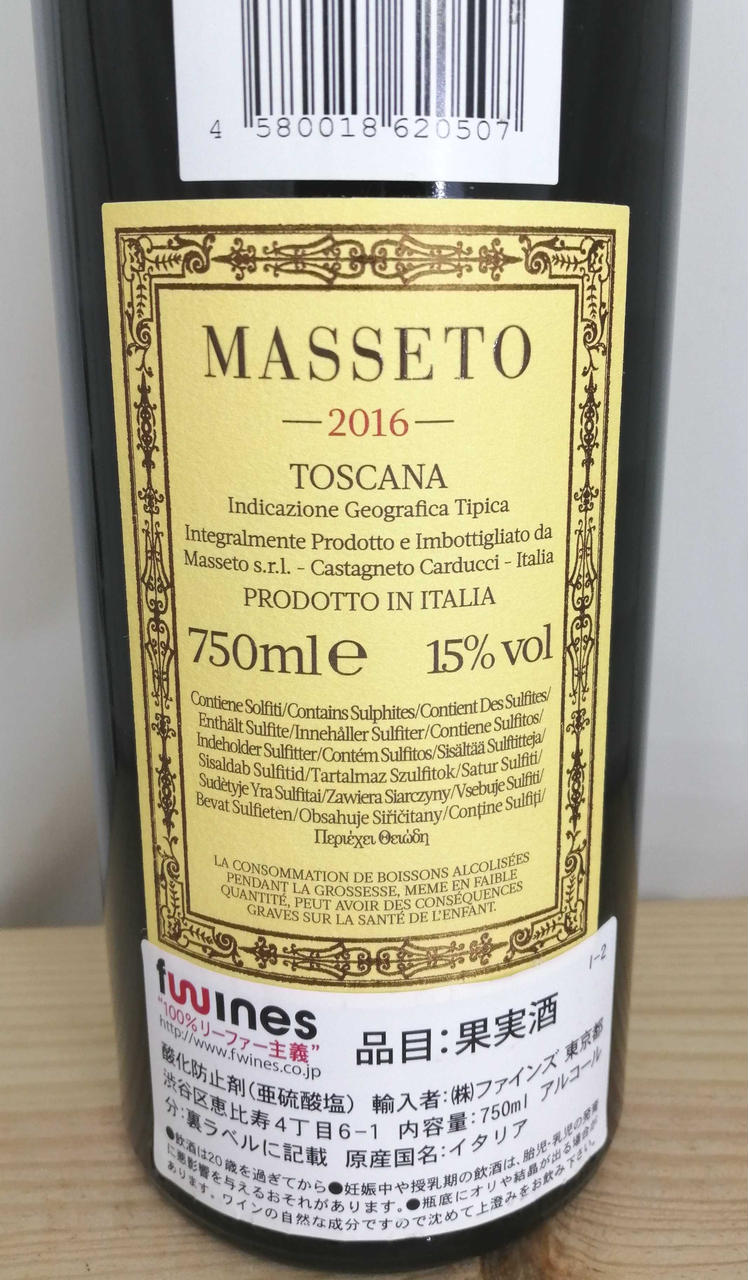 4 580018 620507
MASSETO
2016
TOSCANA
Indicazione Geografica Tipica
Integralmente Prodotto e Imbottigliato da
Masseto s.r.l. - Castagneto Carducci - Italia
PRODOTTO IN ITALIA
750ml e 15% vol
Contiene Solfiti/Contains Sulphites/Contient Des Sulfites/
Enthält Sulfite/Innehåller Sulfiter/Contiene Sulfitos/
Indeholder Sulfitter/Contém Sulfitos/Sisältää Sulfiitteja/
Sisaldab Sulfitid/Tartalmaz Szulfitok/Satur Sulfiti/
Sudėtyje Yra Sulfitai/Zawiera Siarczyny/Vsebuje Sulfiti/
Bevat Sulfieten/Obsahuje Siřičitany/Conține Sulfiți/
Περιέχει Θειώδη
LA CONSOMMATION DE BOISSONS ALCOLISÉES
PENDANT LA GROSSESSE, MEME EN FAIBLE
QUANTITÉ, PEUT AVOIR DES CONSÉQUENCES
GRAVES SUR LA SANTÉ DE L'ENFANT.
1-2
fwines
"100%リーファー主義"
http://www.fwines.co.jp
品目:果実酒
酸化防止剤(亜硫酸塩) 輸入者:㈱ファインズ 東京都
渋谷区恵比寿4丁目6-1 内容量:750ml アルコール
分:裏ラベルに記載 原産国名:イタリア
●飲酒は20歳を過ぎてから●妊娠中や授乳期の飲酒は、胎児・乳児の発育
に悪影響を与えるおそれがあります。●瓶底にオリや結晶が出る場合が
あります。ワインの自然な成分ですので沈めて上澄みをお飲み下さい。